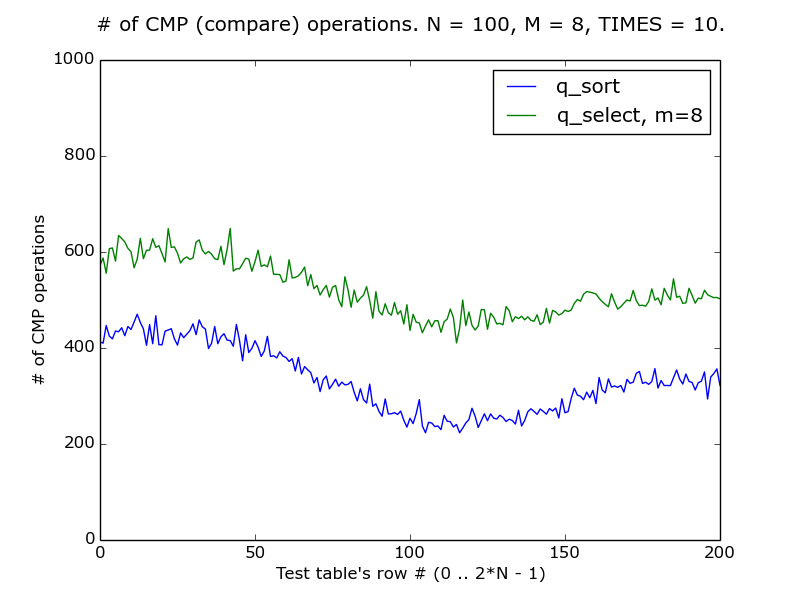 # of CMP (compare) operations. N = 100, M = 8, TIMES = 10.
1000
800
600
400
200
0
# of CMP operations
q_sort
q_select, m=8
0 50 100 150 200
Test table's row # (0 .. 2*N - 1)